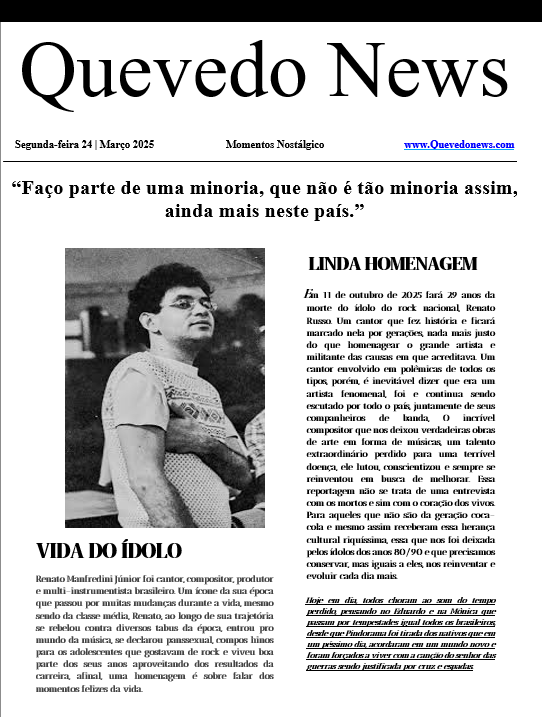 Quevedo News
Segunda-feira 24 | Março 2025
Momentos Nostálgico
www.Quevedonews.com
“Faço parte de uma minoria, que não é tão minoria assim,
ainda mais neste país.”
VIDA DO ÍDOLO
Renato Manfredini Júnior foi cantor, compositor, produtor
e multi-instrumentista brasileiro. Um ícone da sua época
que passou por muitas mudanças durante a vida, mesmo
sendo da classe média, Renato, ao longo de sua trajetória
se rebelou contra diversos tabus da época, entrou pro
mundo da música, se declarou panssexual, compos hinos
para os adolescentes que gostavam de rock e viveu boa
parte dos seus anos aproveitando dos resultados da
carreira, afinal, uma homenagem é sobre falar dos
momentos felizes da vida.
LINDA HOMENAGEM
Em 11 de outubro de 2025 fará 29 anos da
morte do ídolo do rock nacional, Renato
Russo. Um cantor que fez história e ficará
marcado nela por gerações, nada mais justo
do que homenagear o grande artista e
militante das causas em que acreditava. Um
cantor envolvido em polêmicas de todos os
tipos, porém, é inevitável dizer que era um
artista fenomenal, foi e continua sendo
escutado por todo o país, juntamente de seus
companheiros de banda, O incrível
compositor que nos deixou verdadeiras obras
de arte em forma de músicas, um talento
extraordinário perdido para uma terrível
doença, ele lutou, conscientizou e sempre se
reinventou em busca de melhorar. Essa
reportagem não se trata de uma entrevista
com os mortos e sim com o coração dos vivos.
Para aqueles que não são da geração coca-
cola e mesmo assim receberam essa herança
cultural riquíssima, essa que nos foi deixada
pelos ídolos dos anos 80/90 e que precisamos
conservar, mas iguais a eles, nos reinventar e
evoluir cada dia mais.
Hoje em dia, todos choram ao som do tempo
perdido, pensando no Eduardo e na Mônica que
passam por tempestades igual todos os brasileiros,
desde que Pindorama foi tirada dos nativos que em
um péssimo dia, acordaram em um mundo novo e
foram forçados a viver com a canção do senhor das
guerras sendo justificada por cruz e espadas.